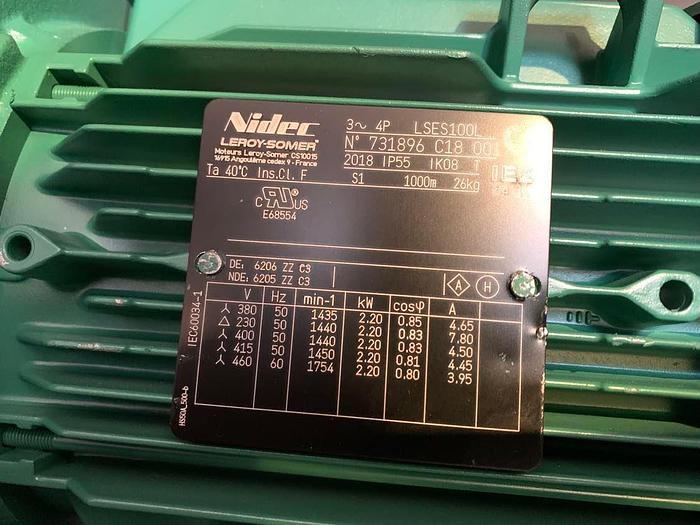 Nidec
LEROY-SOMER
Moteurs Leroy-Somer CS10015
16915 Angoulême cedex 9 - France
3~ 4P LSES100L
N° 731896 C18 001
2018 IP55 IK08 T
Ta 40°C Ins.Cl. F S1 1000m 26kg
c RU US
E68554
DE: 6206 ZZ C3
NDE: 6205 ZZ C3
A H
V Hz min-1 kW cosφ A
⅄ 380 50 1435 2.20 0.85 4.65
△ 230 50 1440 2.20 0.83 7.80
⅄ 400 50 1440 2.20 0.83 4.50
⅄ 415 50 1450 2.20 0.81 4.45
⅄ 460 60 1754 2.20 0.80 3.95
IEC60034-1